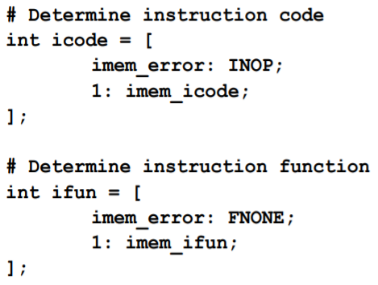 # Determine instruction code
int icode = [
        imem_error: INOP;
        1: imem_icode;
];

# Determine instruction function
int ifun = [
        imem_error: FNONE;
        1: imem_ifun;
];